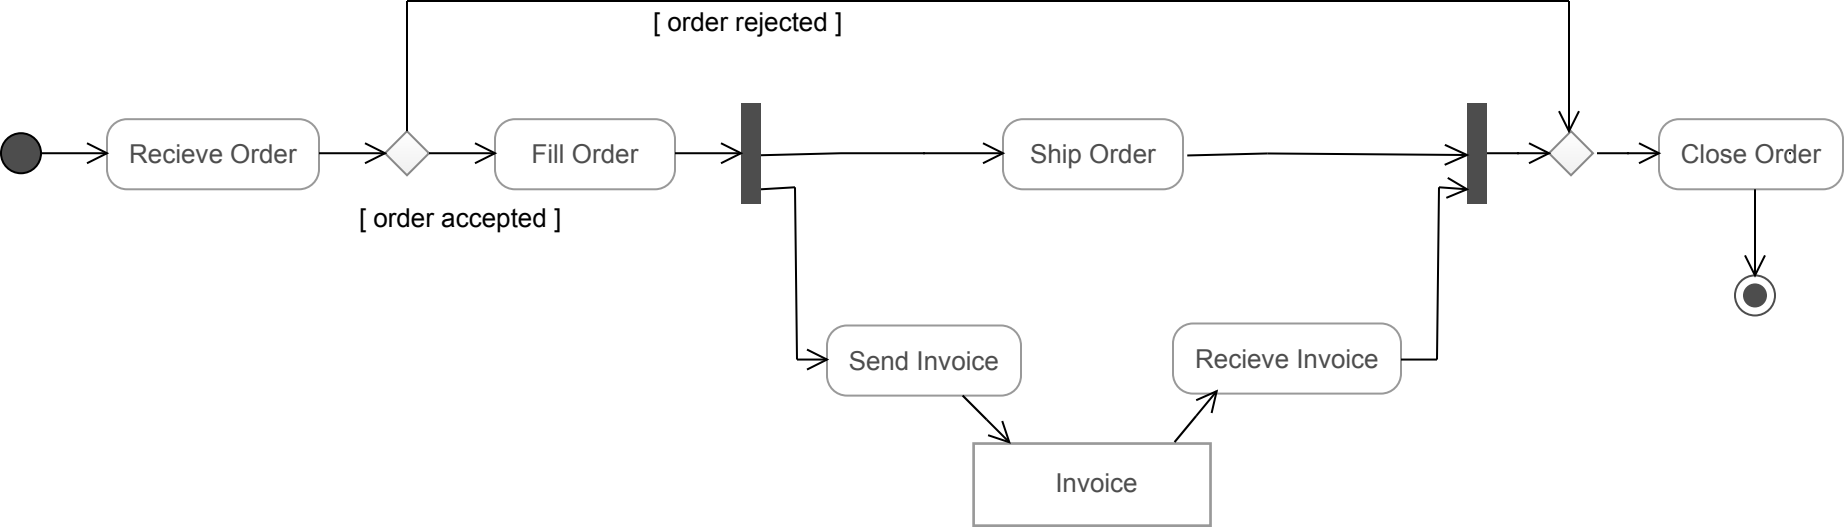 [ order rejected ]
Recieve Order
Fill Order
Ship Order
Close Order
[ order accepted ]
Send Invoice
Recieve Invoice
Invoice